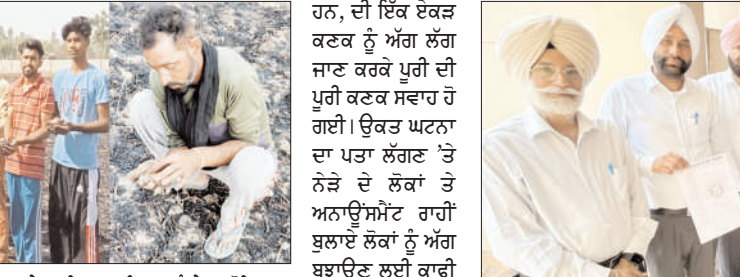 ਹਨ, ਦੀ ਇੱਕ ਏਕੜ
ਕਣਕ ਨੂੰ ਅੱਗ ਲੱਗ
ਜਾਣ ਕਰਕੇ ਪੂਰੀ ਦੀ
ਪੂਰੀ ਕਣਕ ਸਵਾਹ ਹੋ
ਗਈ। ਉਕਤ ਘਟਨਾ
ਦਾ ਪਤਾ ਲੱਗਣ ’ਤੇ
ਨੇੜੇ ਦੇ ਲੋਕਾਂ ਤੇ
ਅਨਾਊਂਸਮੈਂਟ ਰਾਹੀਂ
ਬੁਲਾਏ ਲੋਕਾਂ ਨੂੰ ਅੱਗ
ਬੁਝਾਉਣ ਲਈ ਕਾਫੀ